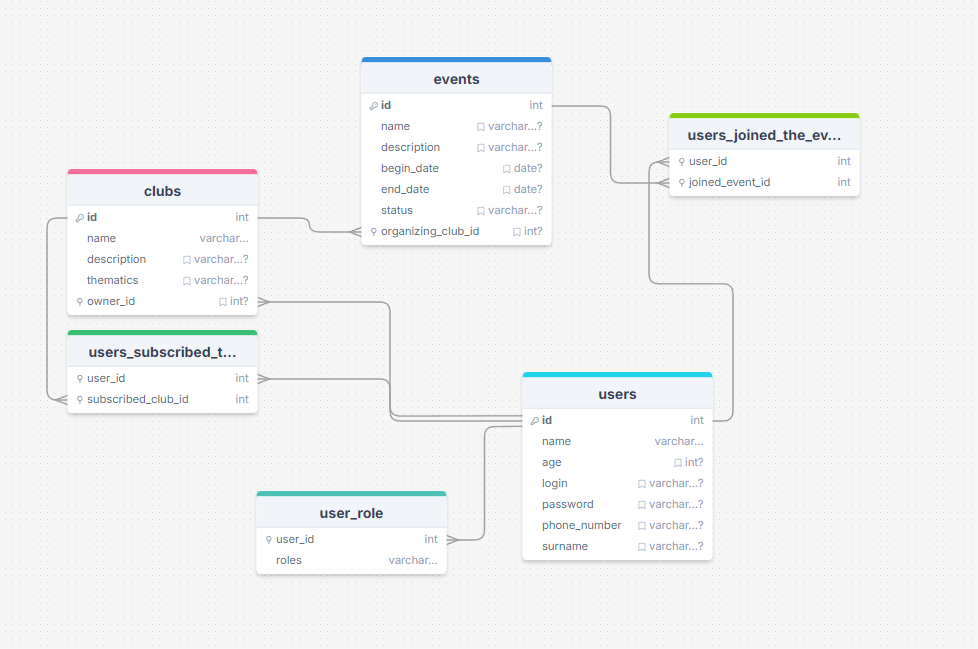 events
id int
name varchar...?
description varchar...?
begin_date date?
end_date date?
status varchar...?
organizing_club_id int?
users_joined_the_ev...
user_id int
joined_event_id int
clubs
id int
name varchar...
description varchar...?
thematics varchar...?
owner_id int?
users_subscribed_t...
user_id int
subscribed_club_id int
users
id int
name varchar...
age int?
login varchar...?
password varchar...?
phone_number varchar...?
surname varchar...?
user_role
user_id int
roles varchar...